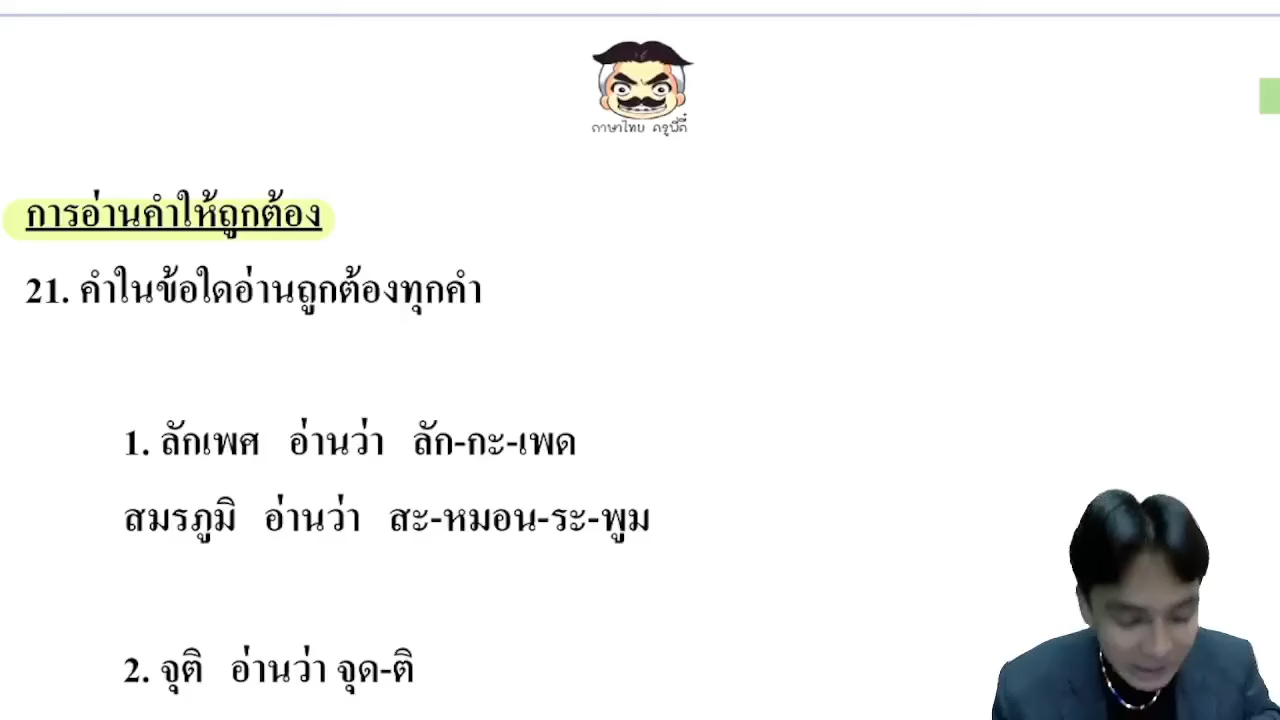 ภาษาไทย ครูพี่ตี่
การอ่านคำให้ถูกต้อง
21. คำในข้อใดอ่านถูกต้องทุกคำ
1. ลักเพศ อ่านว่า ลัก-กะ-เพด
สมรภูมิ อ่านว่า สะ-หมอน-ระ-พูม
2. จุติ อ่านว่า จุด-ติ